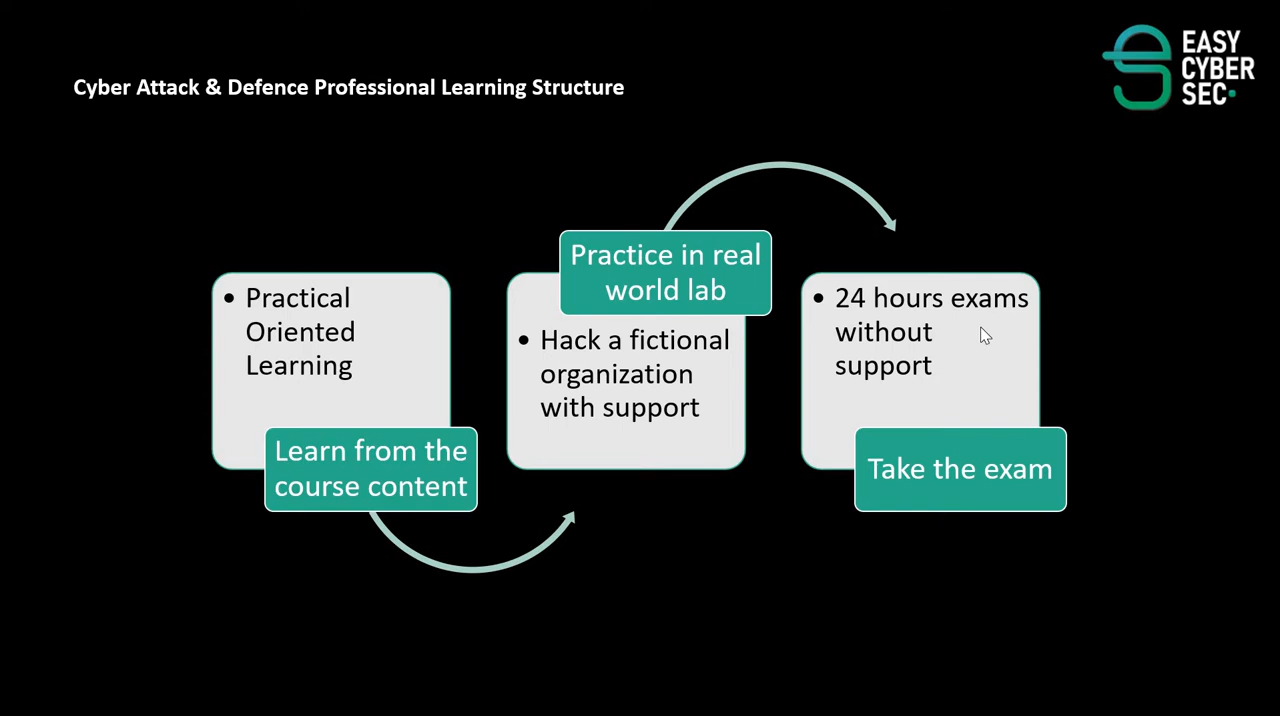 Cyber Attack & Defence Professional Learning Structure
EASY
CYBER
SEC
• Practical
Oriented
Learning
Learn from the
course content
Practice in real
world lab
• Hack a fictional
organization
with support
• 24 hours exams
without
support
Take the exam